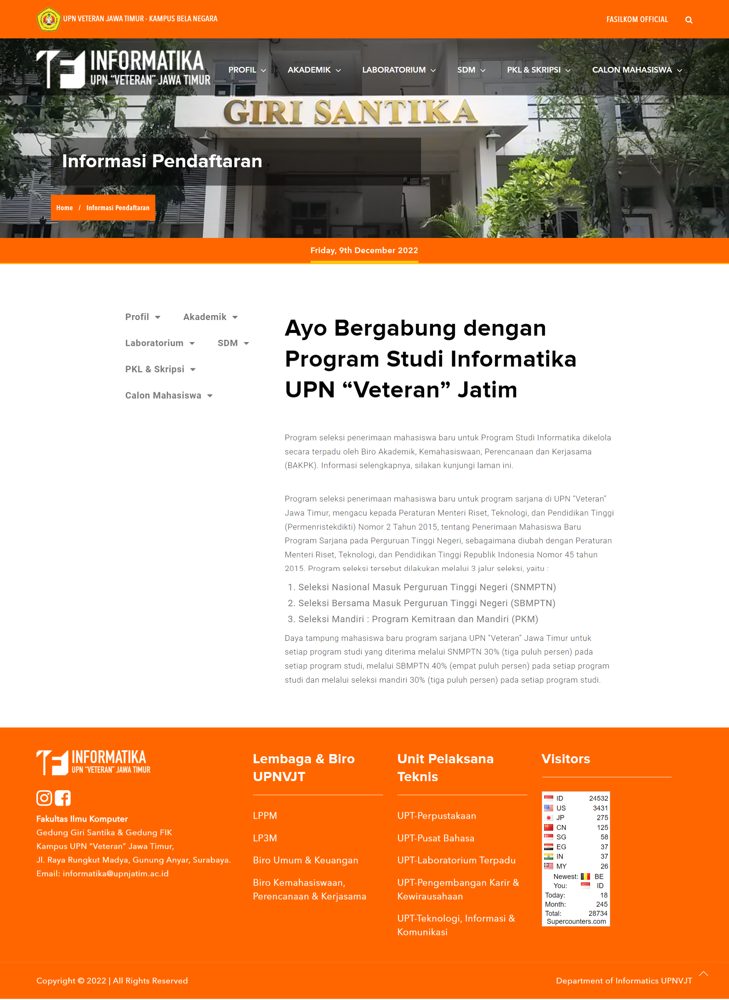 UPN VETERAN JAWA TIMUR - KAMPUS BELA NEGARA
FASILKOM OFFICIAL
INFORMATIKA
UPN “VETERAN” JAWA TIMUR
PROFIL
AKADEMIK
LABORATORIUM
SDM
PKL & SKRIPSI
CALON MAHASISWA
GIRI SANTIKA
Informasi Pendaftaran
Home / Informasi Pendaftaran
Friday, 9th December 2022
Profil
Akademik
Laboratorium
SDM
PKL & Skripsi
Calon Mahasiswa
Ayo Bergabung dengan
Program Studi Informatika
UPN “Veteran” Jatim
Program seleksi penerimaan mahasiswa baru untuk Program Studi Informatika dikelola
secara terpadu oleh Biro Akademik, Kemahasiswaan, Perencanaan dan Kerjasama
(BAKPK). Informasi selengkapnya, silakan kunjungi laman ini.
Program seleksi penerimaan mahasiswa baru untuk program sarjana di UPN “Veteran”
Jawa Timur, mengacu kepada Peraturan Menteri Riset, Teknologi, dan Pendidikan Tinggi
(Permenristekdikti) Nomor 2 Tahun 2015, tentang Penerimaan Mahasiswa Baru
Program Sarjana pada Perguruan Tinggi Negeri, sebagaimana diubah dengan Peraturan
Menteri Riset, Teknologi, dan Pendidikan Tinggi Republik Indonesia Nomor 45 tahun
2015. Program seleksi tersebut dilakukan melalui 3 jalur seleksi, yaitu :
1. Seleksi Nasional Masuk Perguruan Tinggi Negeri (SNMPTN)
2. Seleksi Bersama Masuk Perguruan Tinggi Negeri (SBMPTN)
3. Seleksi Mandiri : Program Kemitraan dan Mandiri (PKM)
Daya tampung mahasiswa baru program sarjana UPN “Veteran” Jawa Timur untuk
setiap program studi yang diterima melalui SNMPTN 30% (tiga puluh persen) pada
setiap program studi, melalui SBMPTN 40% (empat puluh persen) pada setiap program
studi dan melalui seleksi mandiri 30% (tiga puluh persen) pada setiap program studi.
INFORMATIKA
UPN “VETERAN” JAWA TIMUR
Fakultas Ilmu Komputer
Gedung Giri Santika & Gedung FIK
Kampus UPN “Veteran” Jawa Timur,
Jl. Raya Rungkut Madya, Gunung Anyar, Surabaya.
Email: informatika@upnjatim.ac.id
Lembaga & Biro
UPNVJT
LPPM
LP3M
Biro Umum & Keuangan
Biro Kemahasiswaan,
Perencanaan & Kerjasama
Unit Pelaksana
Teknis
UPT-Perpustakaan
UPT-Pusat Bahasa
UPT-Laboratorium Terpadu
UPT-Pengembangan Karir &
Kewirausahaan
UPT-Teknologi, Informasi &
Komunikasi
Visitors
ID 24532
US 3431
JP 275
CN 125
SG 58
EG 37
IN 37
MY 26
Newest: BE
You: ID
Today: 18
Month: 245
Total: 28734
Supercounters.com
Copyright © 2022 | All Rights Reserved
Department of Informatics UPNVJT